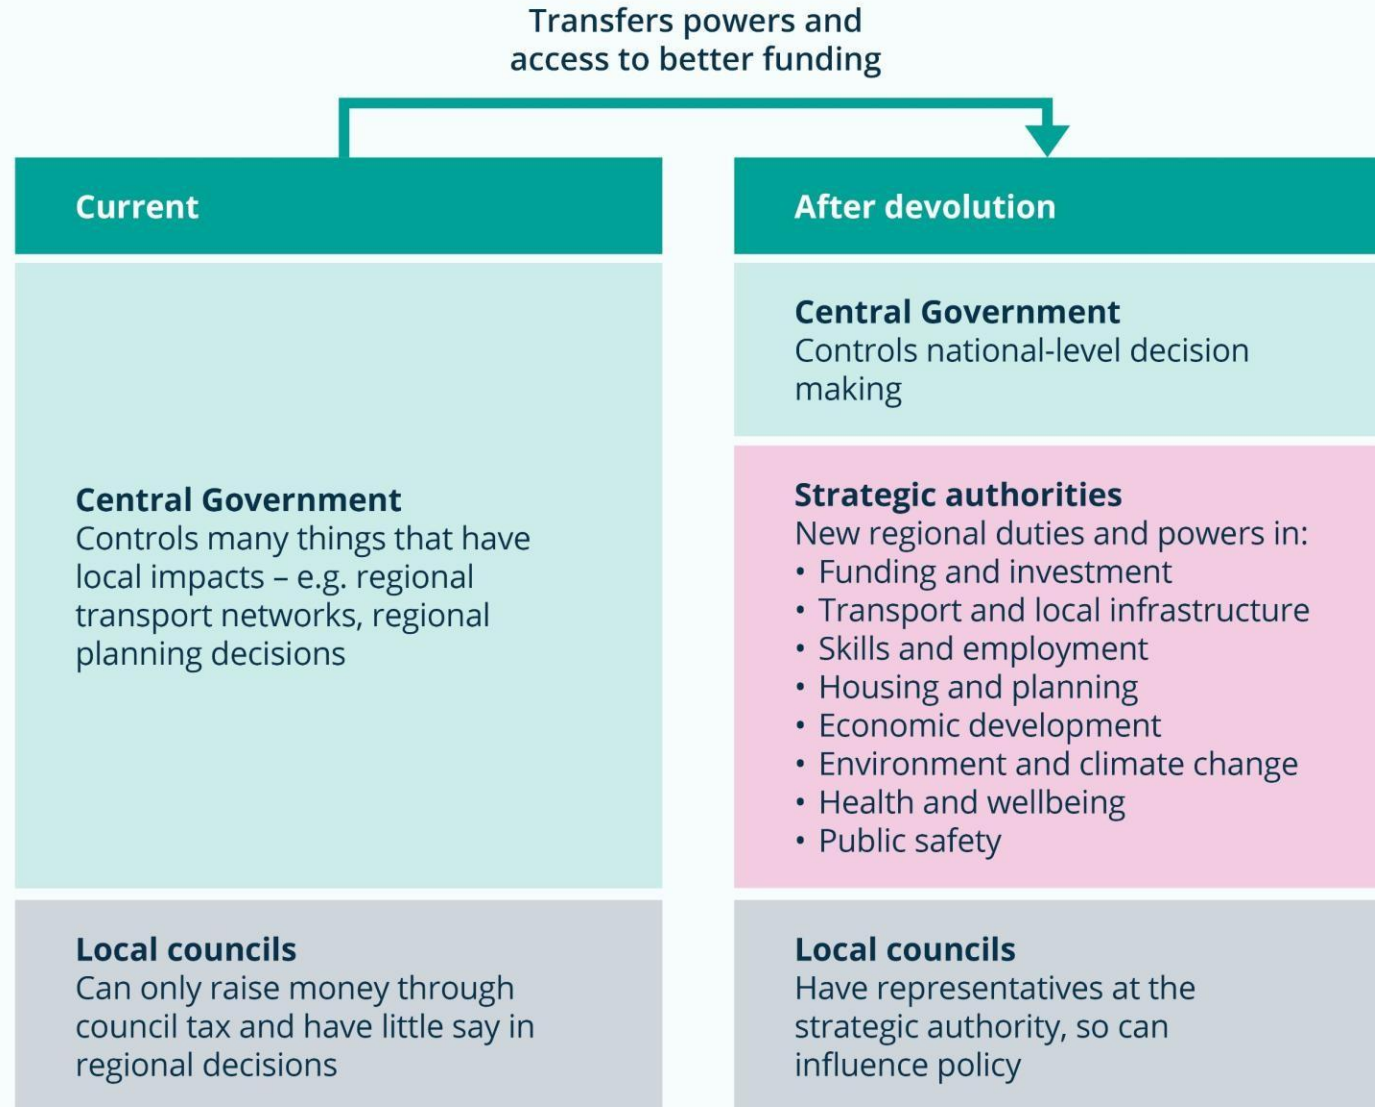 Transfers powers and
access to better funding
Current
Central Government
Controls many things that have
local impacts – e.g. regional
transport networks, regional
planning decisions
Local councils
Can only raise money through
council tax and have little say in
regional decisions
After devolution
Central Government
Controls national-level decision
making
Strategic authorities
New regional duties and powers in:
• Funding and investment
• Transport and local infrastructure
• Skills and employment
• Housing and planning
• Economic development
• Environment and climate change
• Health and wellbeing
• Public safety
Local councils
Have representatives at the
strategic authority, so can
influence policy